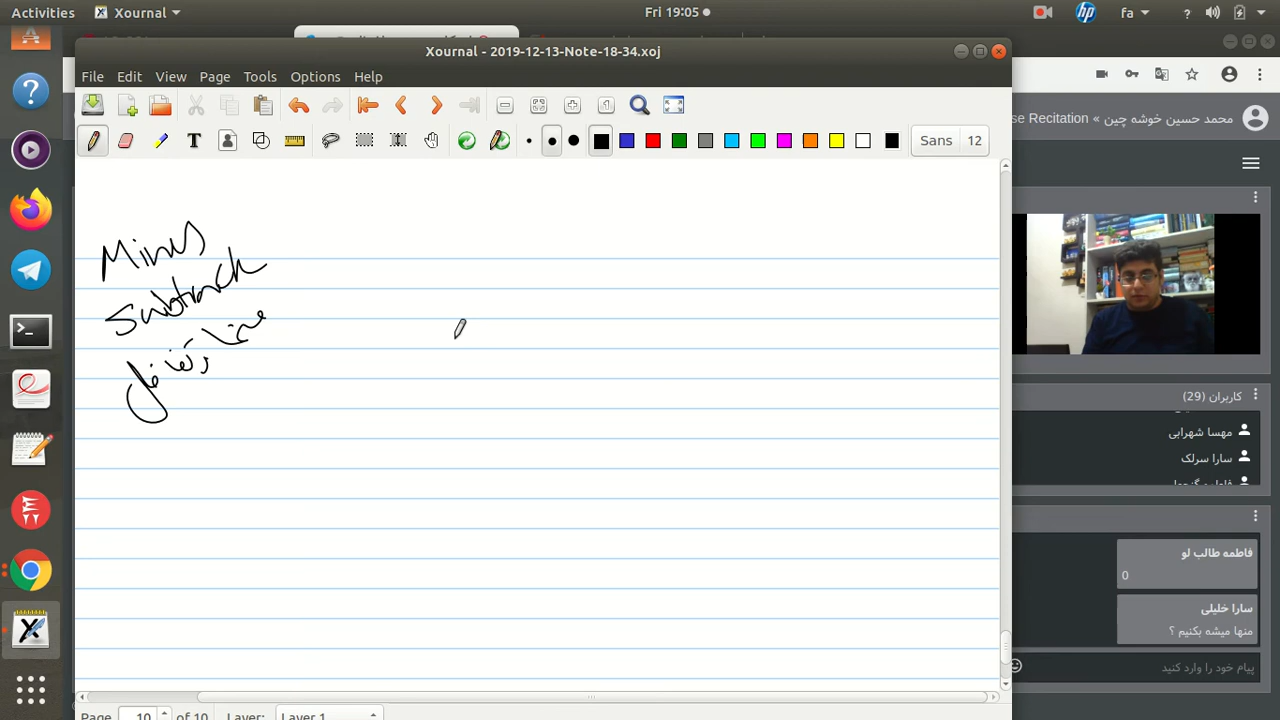 Activities
Xournal
Fri 19:05
fa
Xournal - 2019-12-13-Note-18-34.xoj
File Edit View Page Tools Options Help
Sans 12
se Recitation « محمد حسین خوشه چین
Minus
Subtract
کاربران (29)
مهسا شهرابی
سارا سرلک
فاطمه طالب لو
0
سارا خلیلی
منها میشه بکنیم ؟
پیام خود را وارد کنید
Page 10 of 10 Layer: Layer 1